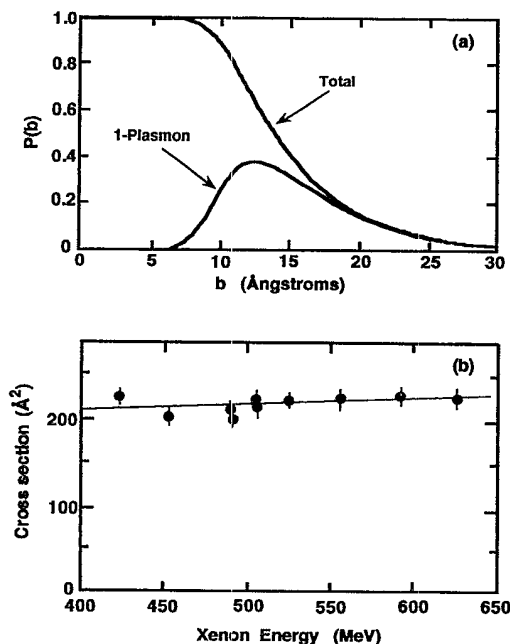 1.0
(a)
0.8
Total
0.6
P(b)
1-Plasmon
0.4
0.2
0
0 5 10 15 20 25 30
b (Ångstroms)
(b)
200
Cross section (Å²)
100
0
400 450 500 550 600 650
Xenon Energy (MeV)